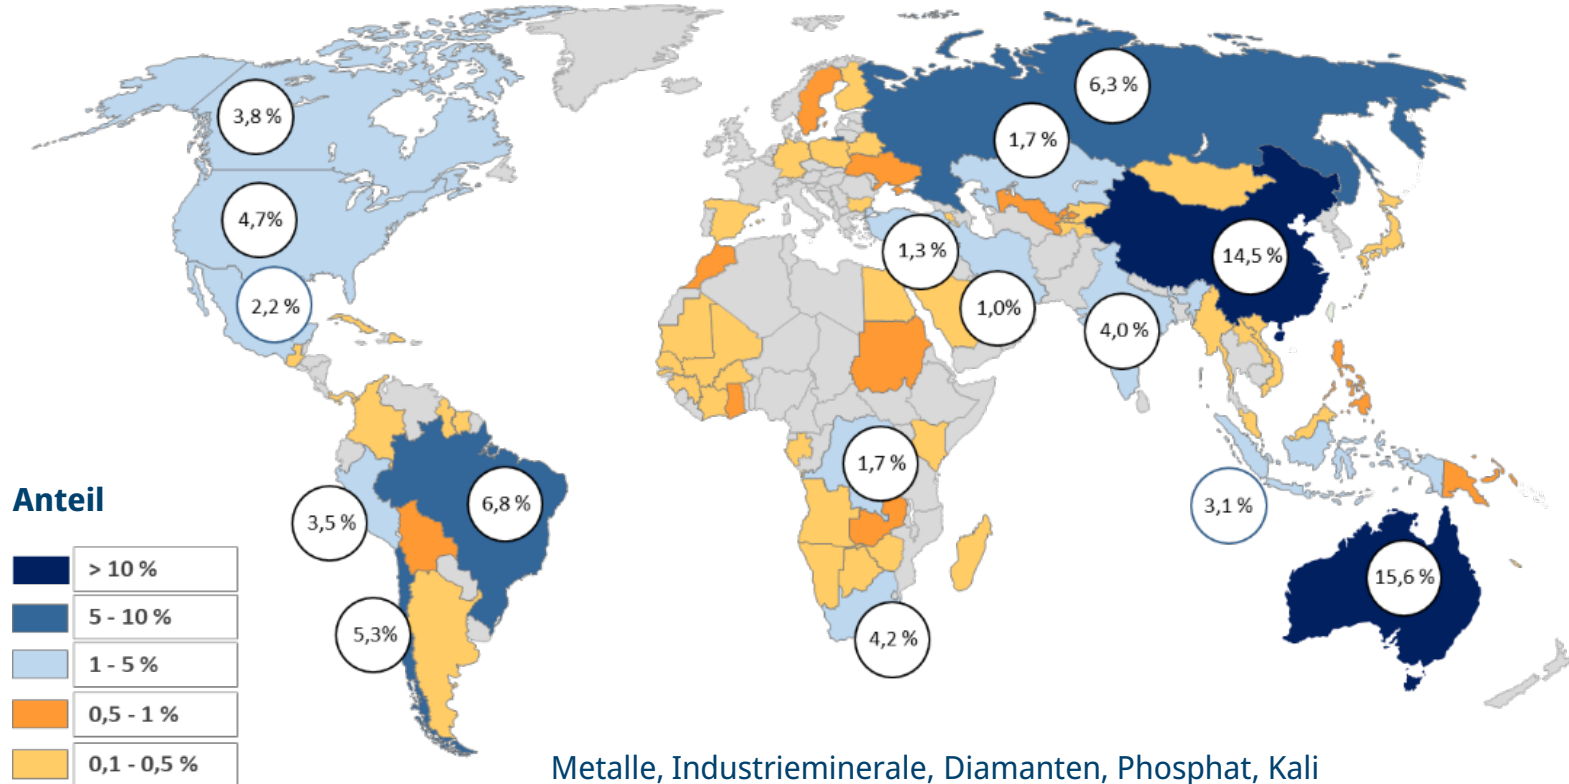 6,3 %
3,8 %
1,7 %
4,7%
1,3 %
14,5 %
2,2 %
1,0%
4,0 %
1,7 %
6,8 %
3,5 %
3,1 %
15,6 %
5,3%
4,2 %
Anteil
> 10 %
5 - 10 %
1 - 5 %
0,5 - 1 %
0,1 - 0,5 %
Metalle, Industrieminerale, Diamanten, Phosphat, Kali